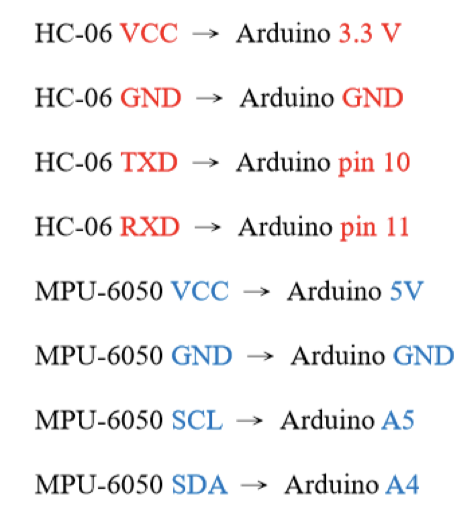 HC-06 VCC → Arduino 3.3 V
HC-06 GND → Arduino GND
HC-06 TXD → Arduino pin 10
HC-06 RXD → Arduino pin 11
MPU-6050 VCC → Arduino 5V
MPU-6050 GND → Arduino GND
MPU-6050 SCL → Arduino A5
MPU-6050 SDA → Arduino A4